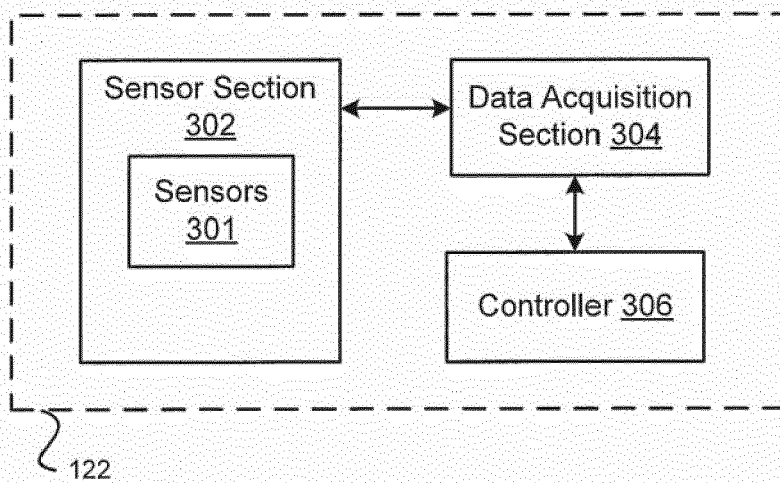 Sensor Section
302
Sensors
301
Data Acquisition
Section 304
Controller 306
122